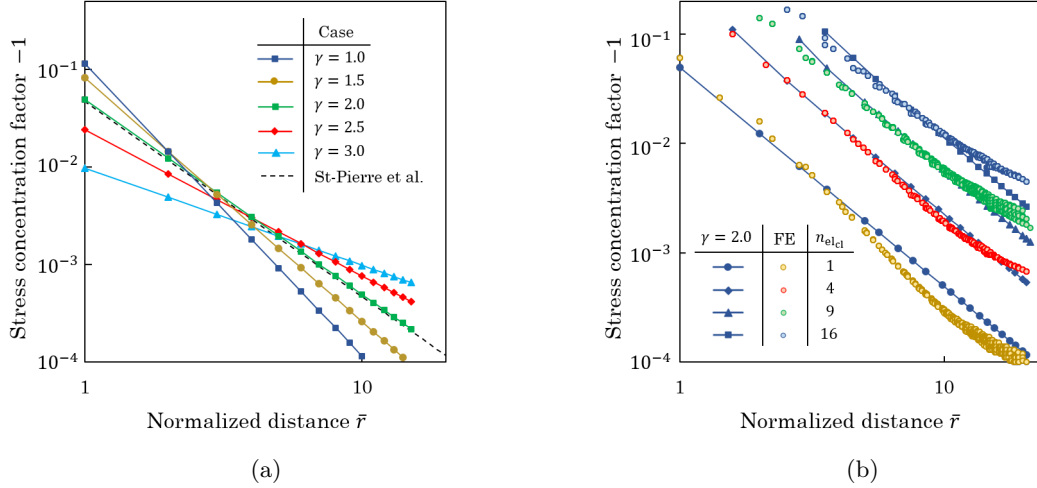 Stress concentration factor −1
10⁻¹
10⁻²
10⁻³
10⁻⁴
1
10
Normalized distance r̄
Case
γ = 1.0
γ = 1.5
γ = 2.0
γ = 2.5
γ = 3.0
St-Pierre et al.
(a)
Stress concentration factor −1
10⁻¹
10⁻²
10⁻³
10⁻⁴
1
10
Normalized distance r̄
γ = 2.0 FE n_el_cl
1
4
9
16
(b)